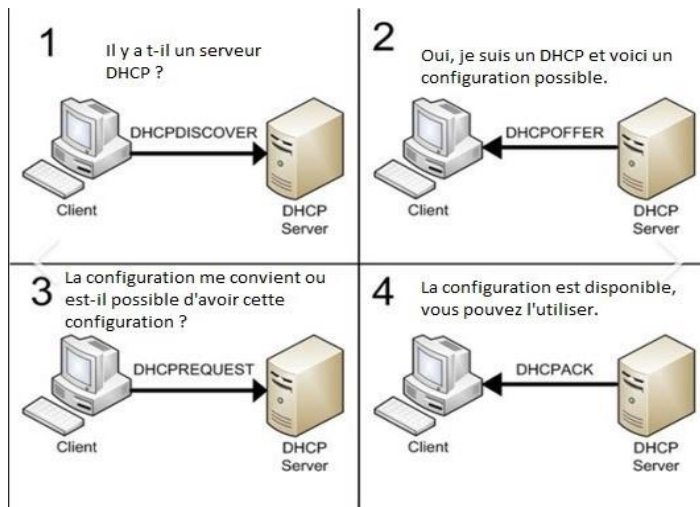 1
Il y a t-il un serveur
DHCP ?
DHCPDISCOVER
Client
DHCP
Server
2
Oui, je suis un DHCP et voici un
configuration possible.
DHCPOFFER
Client
DHCP
Server
3
La configuration me convient ou
est-il possible d'avoir cette
configuration ?
DHCPREQUEST
Client
DHCP
Server
4
La configuration est disponible,
vous pouvez l'utiliser.
DHCPACK
Client
DHCP
Server